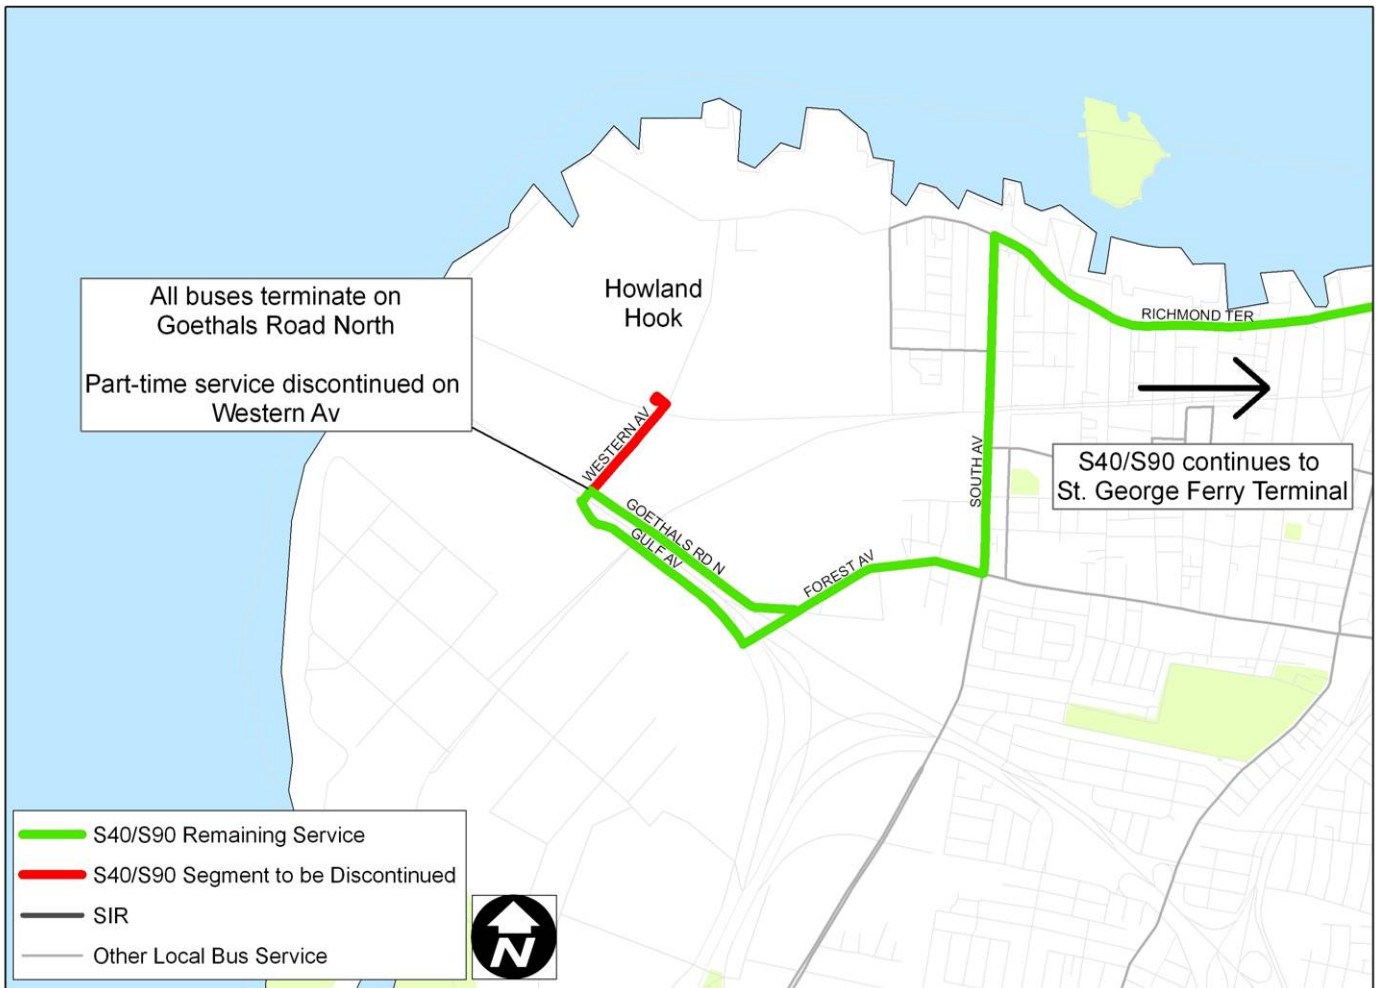 All buses terminate on
Goethals Road North
Part-time service discontinued on
Western Av
Howland
Hook
RICHMOND TER
WESTERN AV
SOUTH AV
S40/S90 continues to
St. George Ferry Terminal
GOETHALS RD N
GULF AV
FOREST AV
S40/S90 Remaining Service
S40/S90 Segment to be Discontinued
SIR
Other Local Bus Service
N